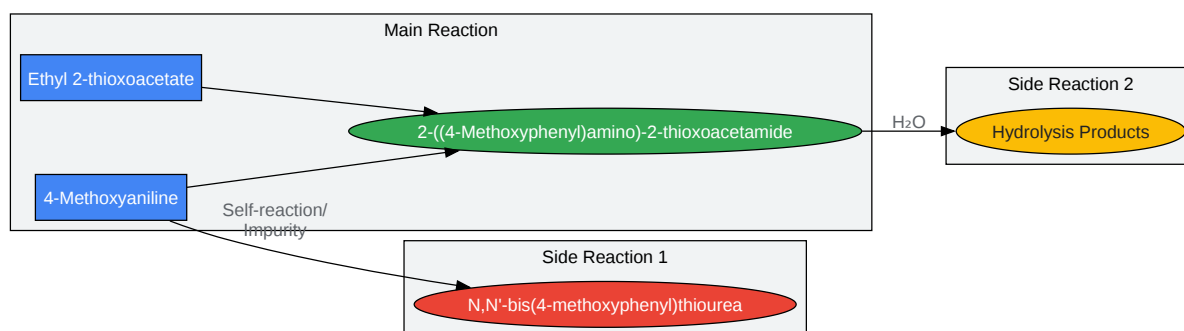 Main Reaction
Ethyl 2-thioxoacetate
2-((4-Methoxyphenyl)amino)-2-thioxoacetamide
4-Methoxyaniline
Self-reaction/
Impurity
Side Reaction 2
H₂O
Hydrolysis Products
Side Reaction 1
N,N'-bis(4-methoxyphenyl)thiourea